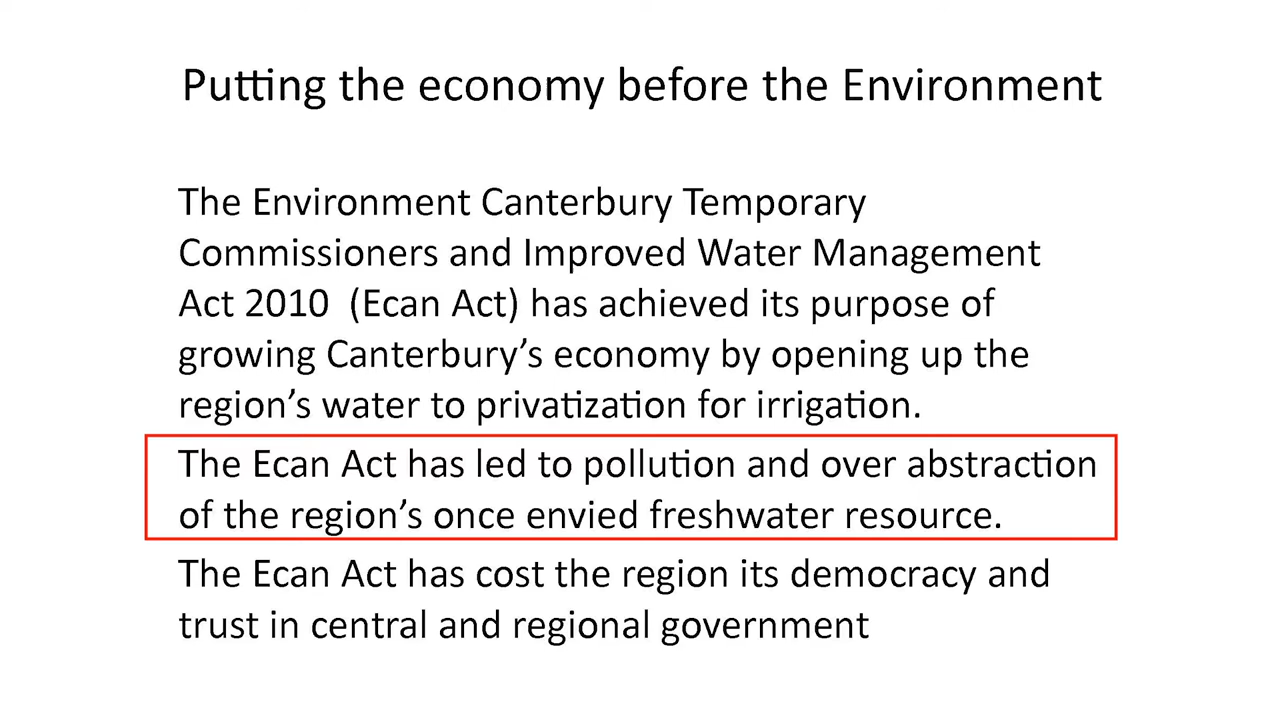 Putting the economy before the Environment
The Environment Canterbury Temporary
Commissioners and Improved Water Management
Act 2010  (Ecan Act) has achieved its purpose of
growing Canterbury’s economy by opening up the
region’s water to privatization for irrigation.
The Ecan Act has led to pollution and over abstraction
of the region’s once envied freshwater resource.
The Ecan Act has cost the region its democracy and
trust in central and regional government